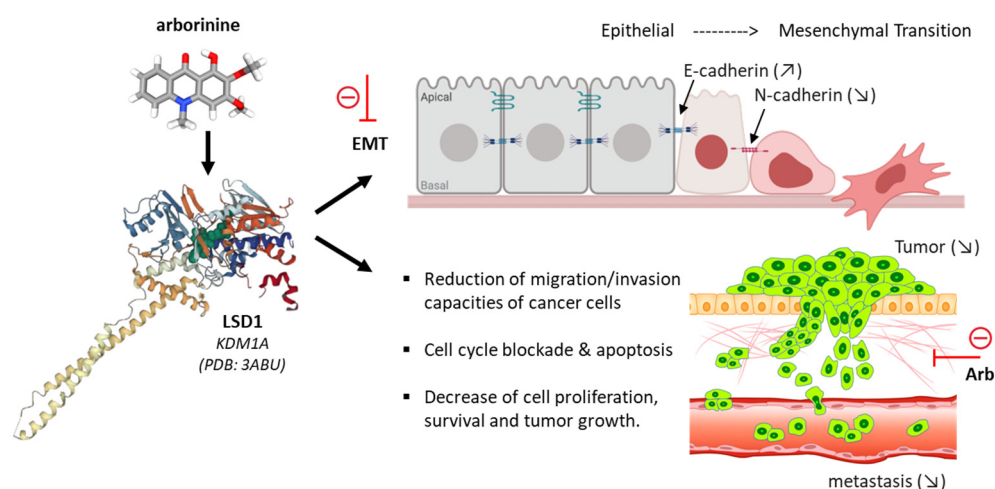 arborinine
Epithelial ---------> Mesenchymal Transition
E-cadherin (↗)
N-cadherin (↘)
Apical
Basal
EMT
LSD1
KDM1A
(PDB: 3ABU)
▪ Reduction of migration/invasion
capacities of cancer cells
▪ Cell cycle blockade & apoptosis
▪ Decrease of cell proliferation,
survival and tumor growth.
Tumor (↘)
Arb
metastasis (↘)